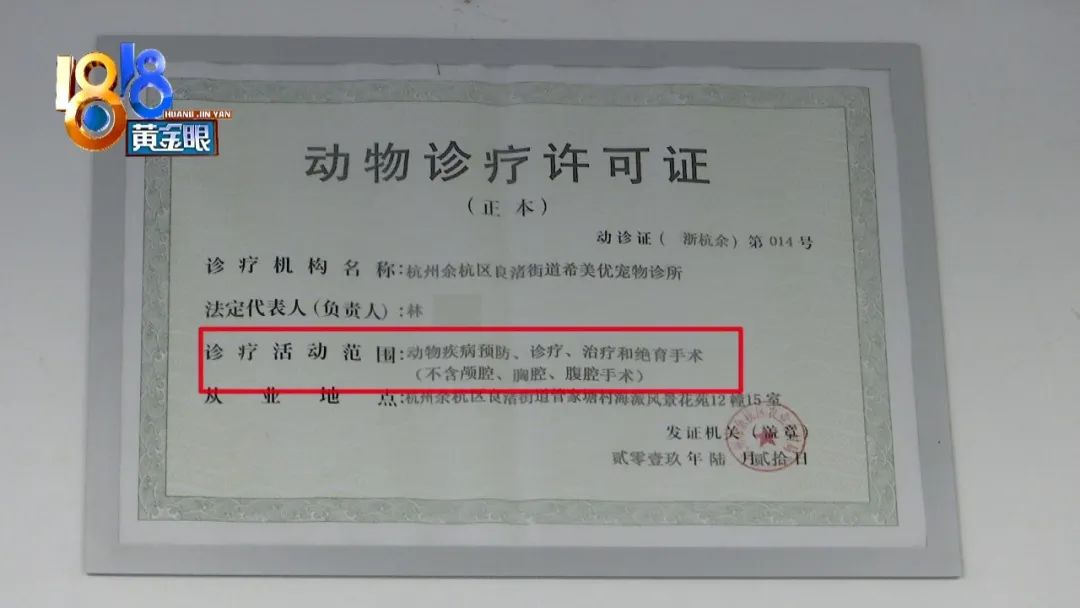 1818
HUANG JIN YAN
黄金眼
动物诊疗许可证
（正本）
动诊证（ 浙杭余）第 014 号
诊疗机构名称:杭州余杭区良渚街道希美优宠物诊所
法定代表人(负责人):林
诊疗活动范围:动物疾病预防、诊疗、治疗和绝育手术
（不含颅腔、胸腔、腹腔手术）
从业地点:杭州余杭区良渚街道管家塘村海派风景花苑12幢15室
发证机关（盖章）
贰零壹玖年 陆 月贰拾日